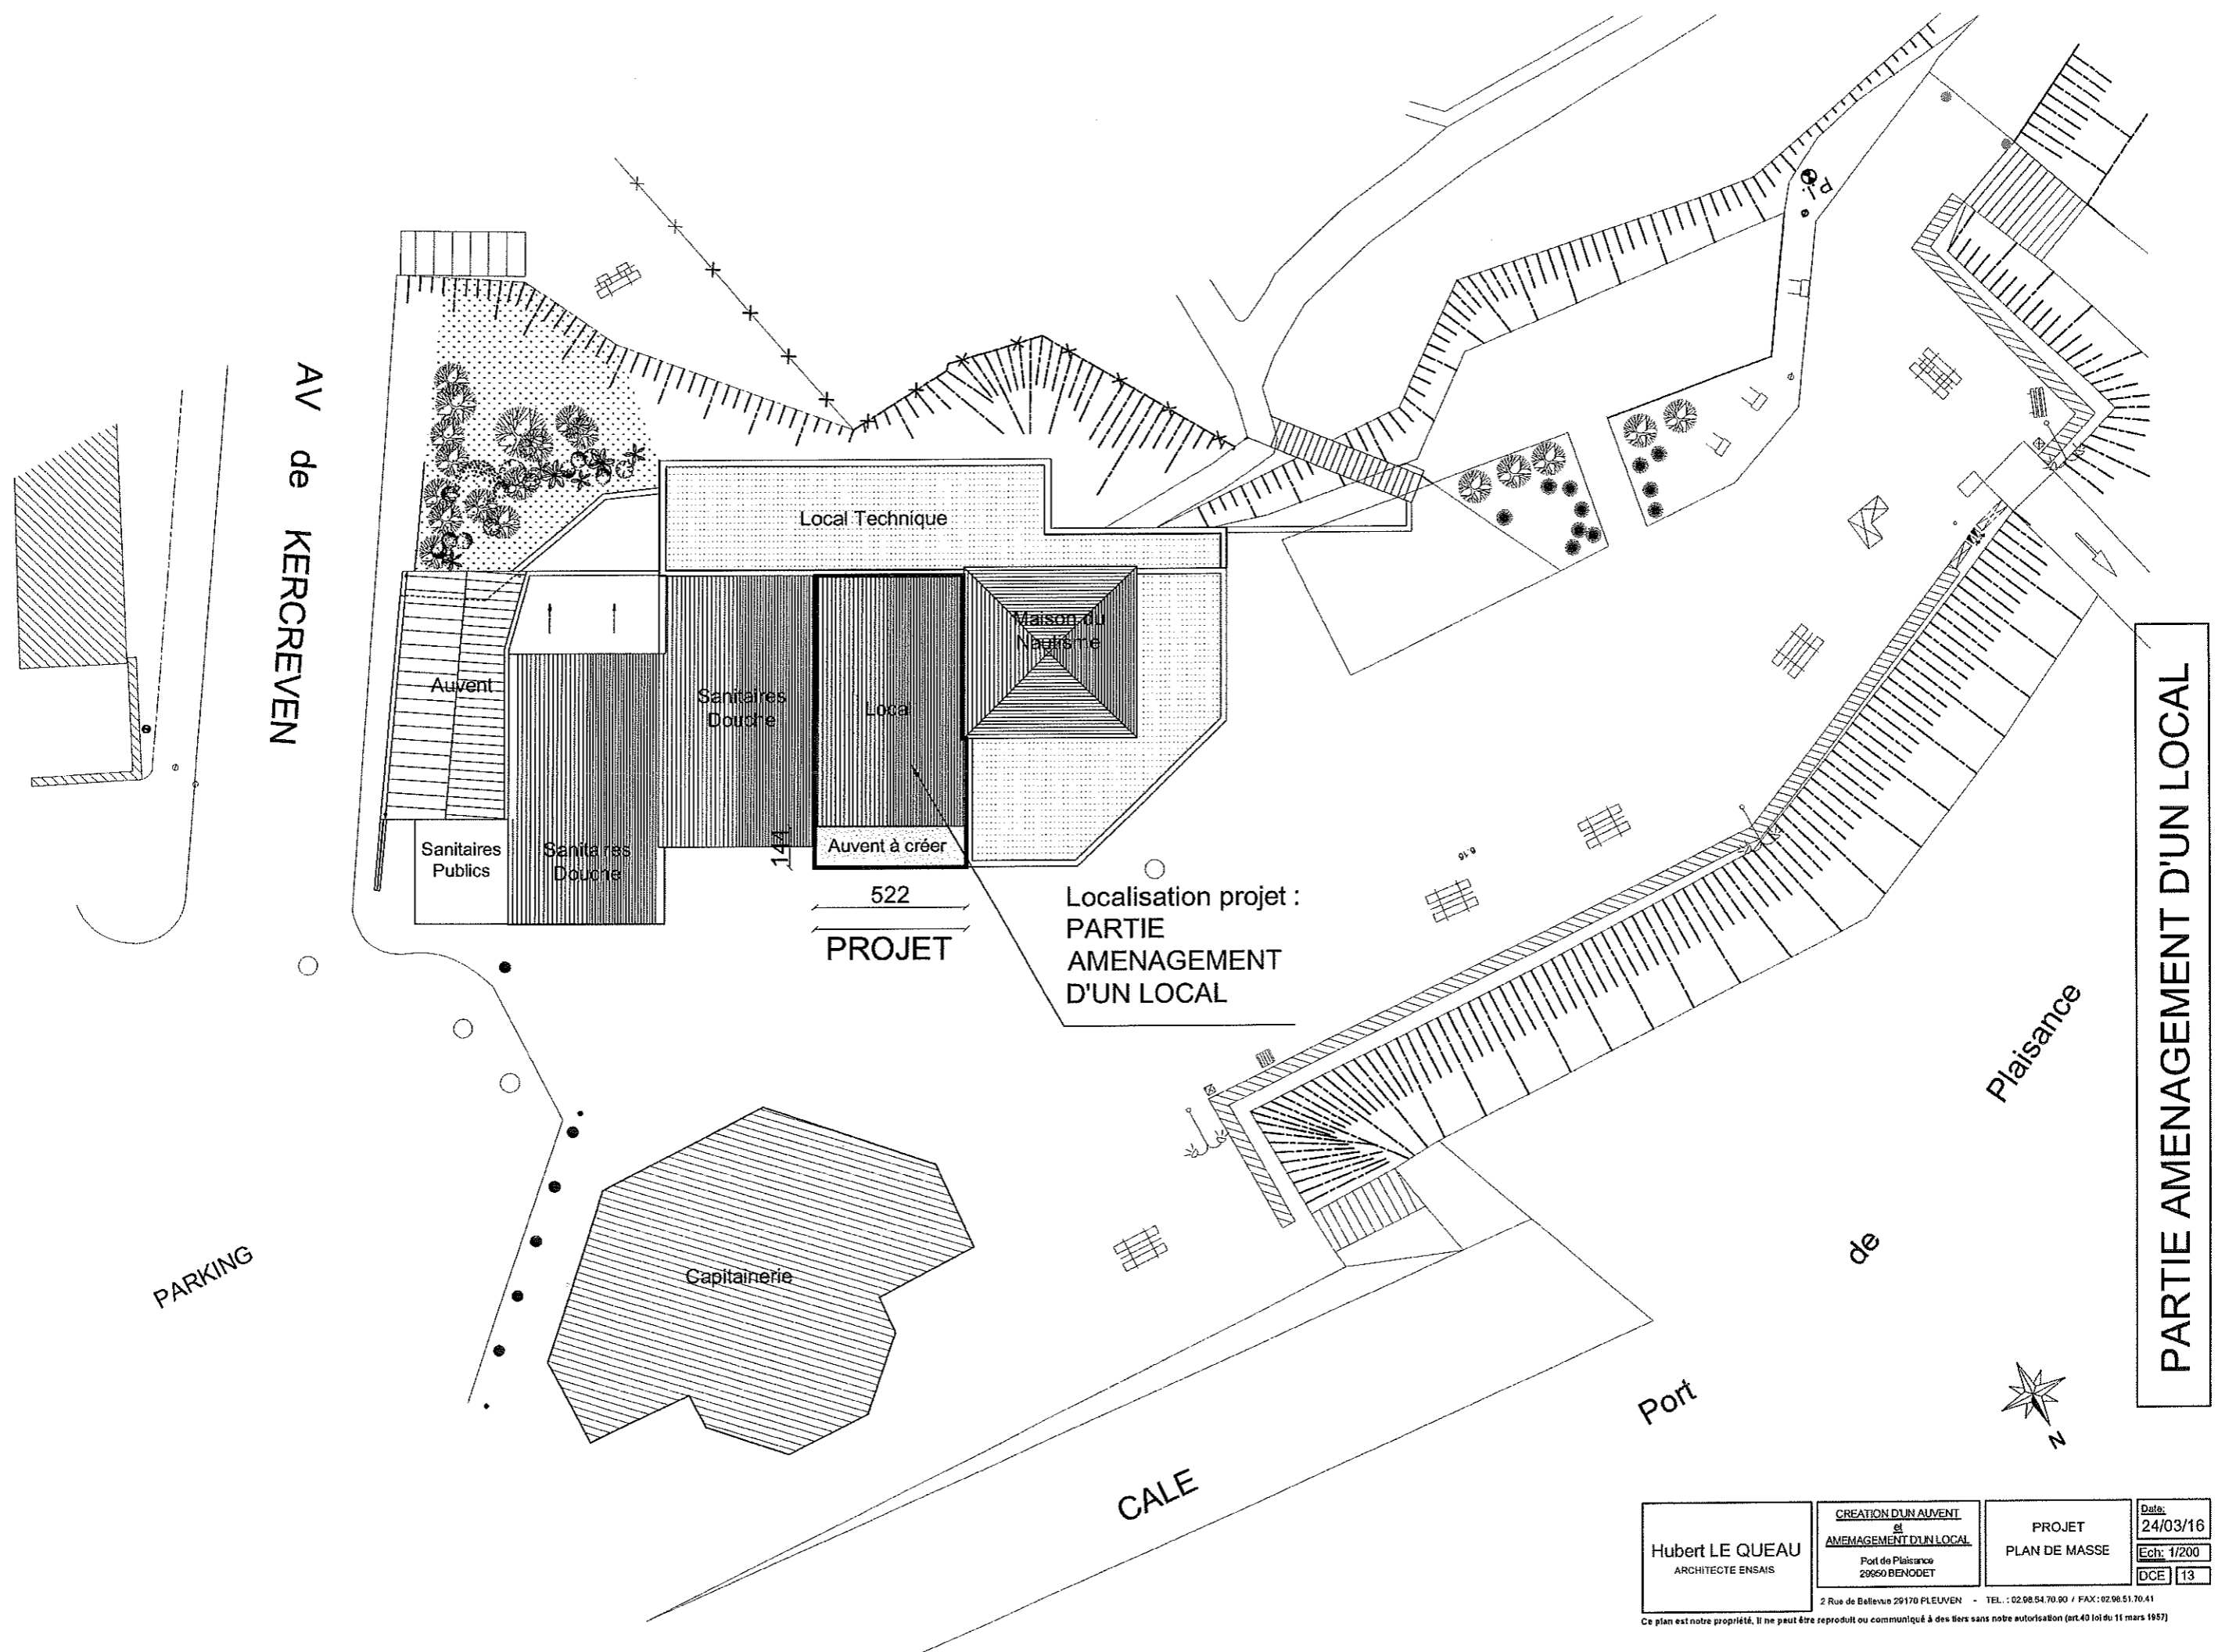 AV de KERCREVEN
Local Technique
Maison du
Nautisme
Auvent
Sanitaires
Douche
Local
Auvent à créer
Sanitaires
Publics
Sanitaires
Douche
144
522
PROJET
Localisation projet :
PARTIE
AMENAGEMENT
D'UN LOCAL
PARKING
Capitainerie
CALE
Port
de
Plaisance
N
PARTIE AMENAGEMENT D'UN LOCAL
Hubert LE QUEAU
ARCHITECTE ENSAIS
CREATION D'UN AUVENT
et
AMEMAGEMENT D'UN LOCAL
Port de Plaisance
29950 BENODET
PROJET
PLAN DE MASSE
Date:
24/03/16
Ech: 1/200
DCE 13
2 Rue de Bellevue 29170 PLEUVEN - TEL. : 02.98.54.70.90 / FAX : 02.98.51.70.41
Ce plan est notre propriété, il ne peut être reproduit ou communiqué à des tiers sans notre autorisation (art.40 loi du 11 mars 1957)